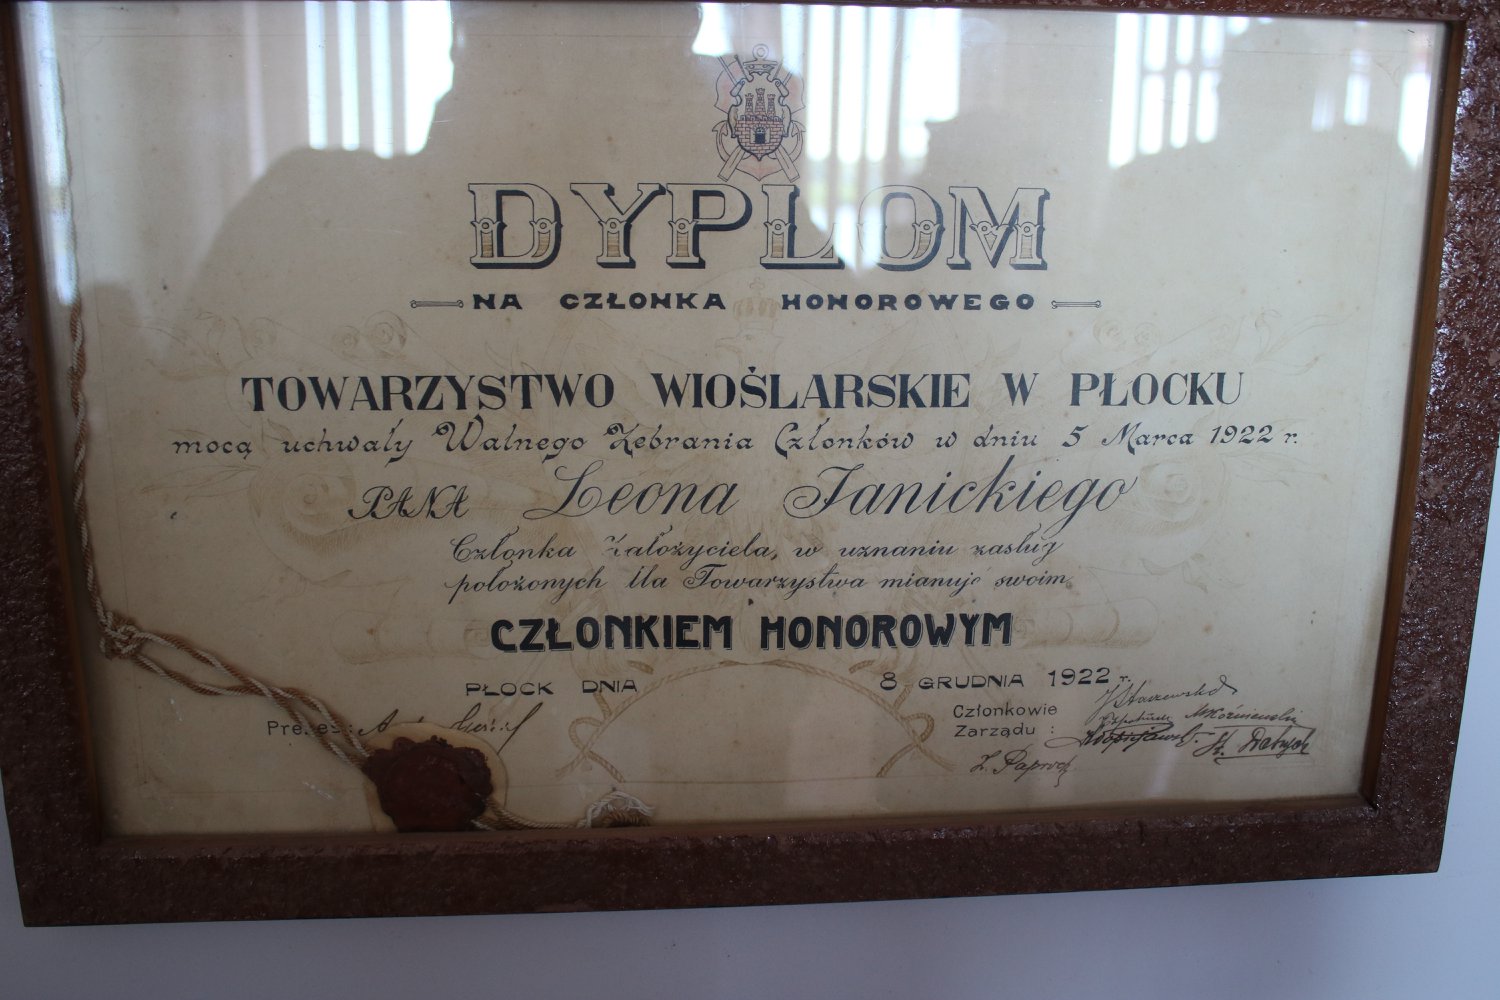 DYPLOM
NA CZŁONKA HONOROWEGO
TOWARZYSTWO WIOŚLARSKIE W PŁOCKU
mocą uchwały Walnego Zebrania Członków w dniu 5 Marca 1922 r.
PANA Leona Janickiego
Członka Założyciela, w uznaniu zasług
położonych dla Towarzystwa mianuje swoim
CZŁONKIEM HONOROWYM
PŁOCK DNIA 8 GRUDNIA 1922 r.
Prezes:
Członkowie
Zarządu :